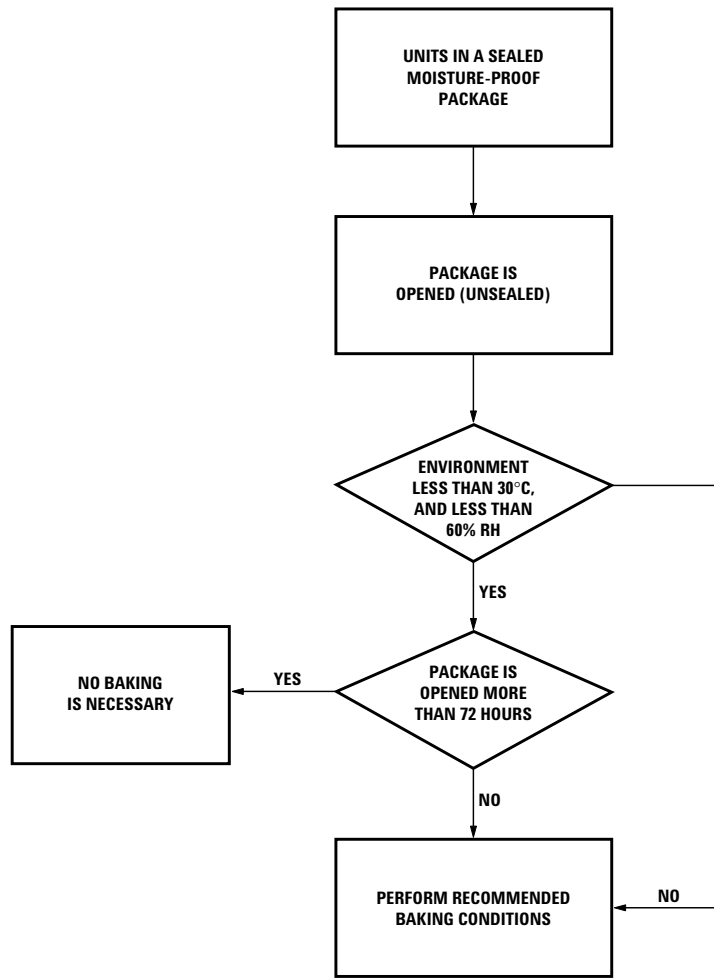 UNITS IN A SEALED
MOISTURE-PROOF
PACKAGE
PACKAGE IS
OPENED (UNSEALED)
ENVIRONMENT
LESS THAN 30°C,
AND LESS THAN
60% RH
YES
NO BAKING
IS NECESSARY
YES
PACKAGE IS
OPENED MORE
THAN 72 HOURS
NO
PERFORM RECOMMENDED
BAKING CONDITIONS
NO